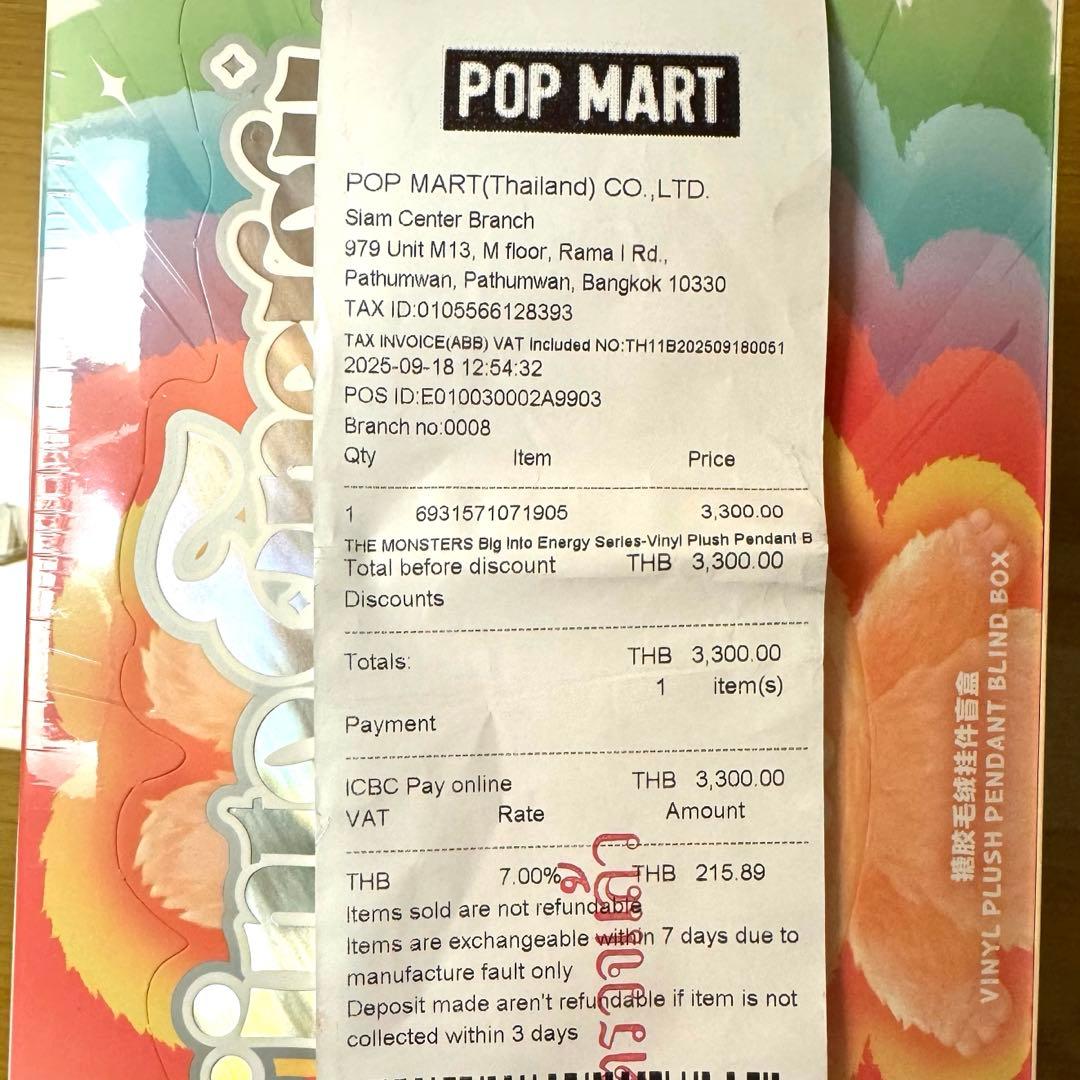 POP MART
POP MART(Thailand) CO.,LTD.
Siam Center Branch
979 Unit M13, M floor, Rama I Rd.,
Pathumwan, Pathumwan, Bangkok 10330
TAX ID:0105566128393
TAX INVOICE(ABB) VAT Included NO:TH11B202509180051
2025-09-18 12:54:32
POS ID:E010030002A9903
Branch no:0008
Qty Item Price
1 6931571071905 3,300.00
THE MONSTERS Big Into Energy Series-Vinyl Plush Pendant B
Total before discount THB 3,300.00
Discounts
Totals: THB 3,300.00
1 item(s)
Payment
ICBC Pay online THB 3,300.00
VAT Rate Amount
THB 7.00% THB 215.89
Items sold are not refundable
Items are exchangeable within 7 days due to
manufacture fault only
Deposit made aren't refundable if item is not
collected within 3 days
搪胶毛绒挂件盲盒
VINYL PLUSH PENDANT BLIND BOX